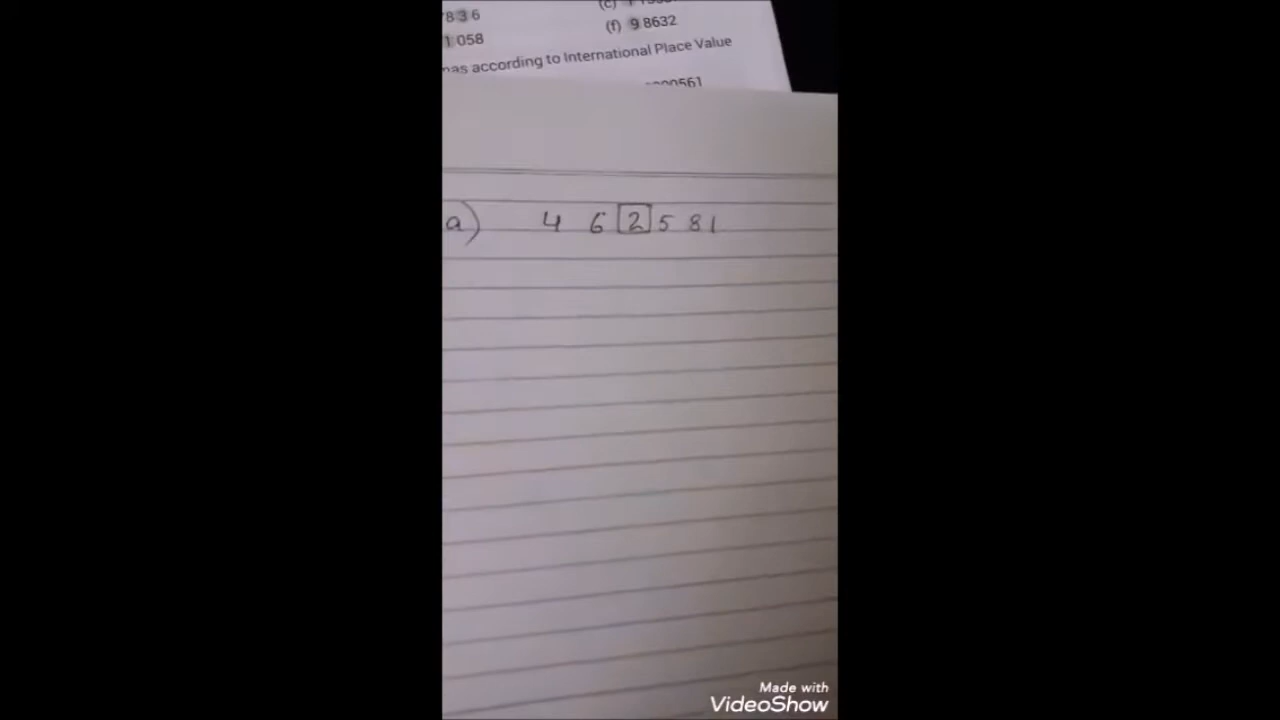 836
(f) 9 8632
1 058
according to International Place Value
a) 4 6 2 5 8 1
Made with
VideoShow